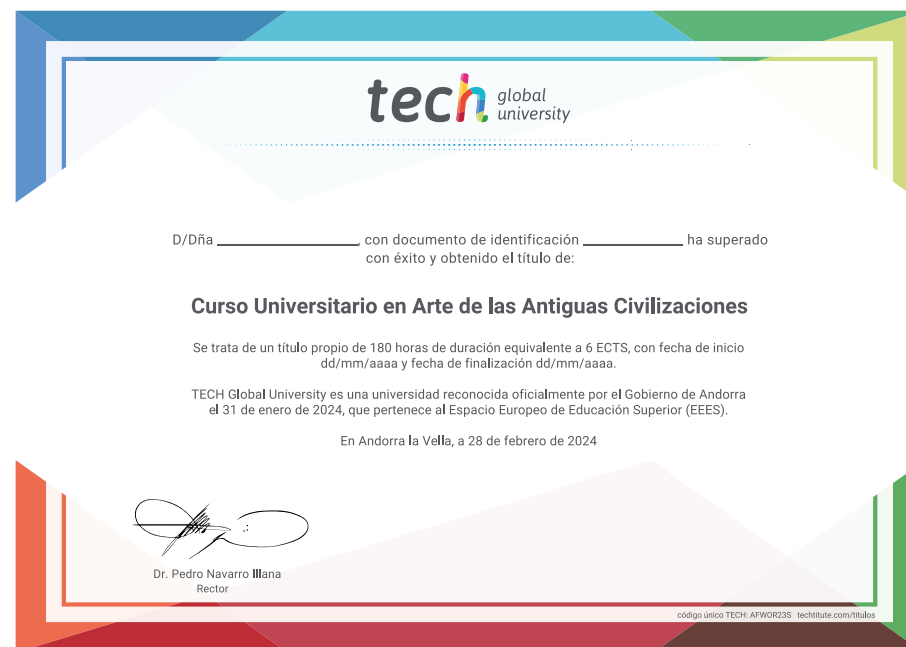 tech global university
D/Dña ____________________, con documento de identificación ______________ ha superado
con éxito y obtenido el título de:
Curso Universitario en Arte de las Antiguas Civilizaciones
Se trata de un título propio de 180 horas de duración equivalente a 6 ECTS, con fecha de inicio
dd/mm/aaaa y fecha de finalización dd/mm/aaaa.
TECH Global University es una universidad reconocida oficialmente por el Gobierno de Andorra
el 31 de enero de 2024, que pertenece al Espacio Europeo de Educación Superior (EEES).
En Andorra la Vella, a 28 de febrero de 2024
Dr. Pedro Navarro Illana
Rector
código único TECH: AFWOR23S techtitute.com/titulos